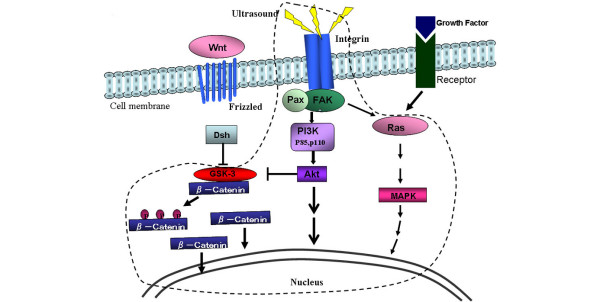 Ultrasound
Growth Factor
Wnt
Integrin
Receptor
Cell membrane
Frizzled
Pax
FAK
Ras
Dsh
PI3K
P85,p110
GSK-3
Akt
β-Catenin
MAPK
β-Catenin
β-Catenin
β-Catenin
Nucleus